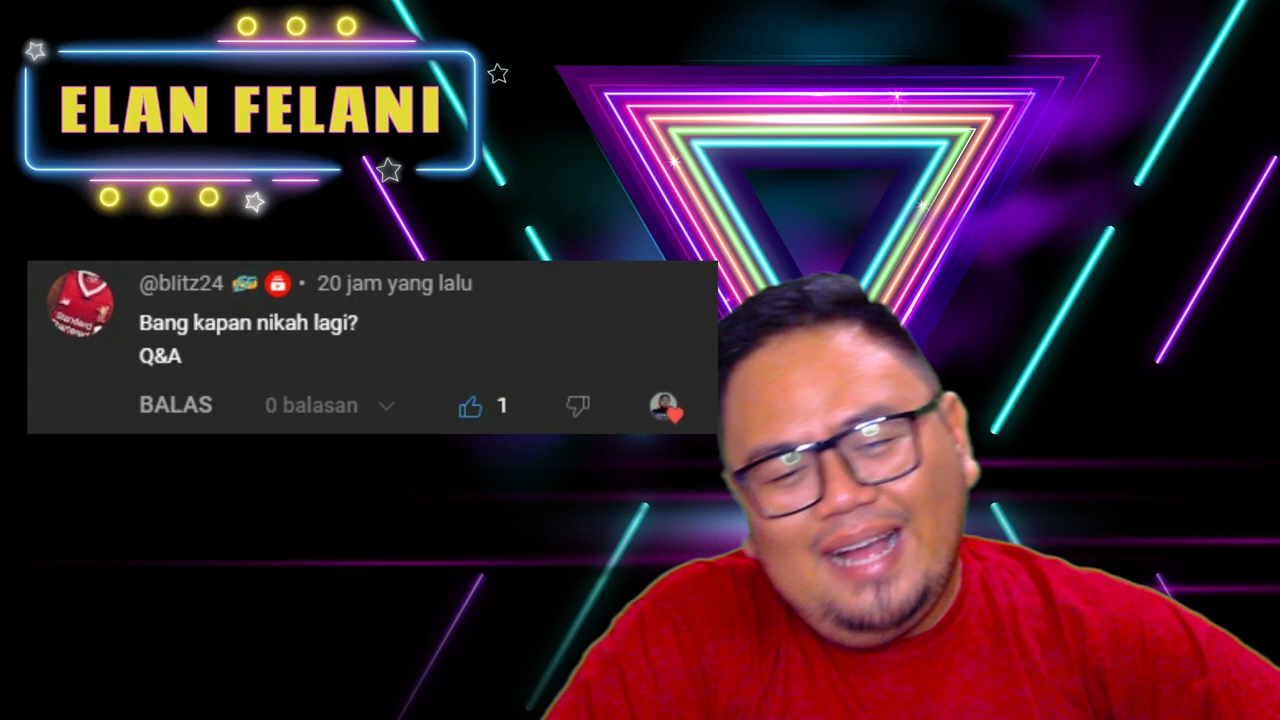 ELAN FELANI
@blitz24 • 20 jam yang lalu
Bang kapan nikah lagi?
Q&A
BALAS 0 balasan 1